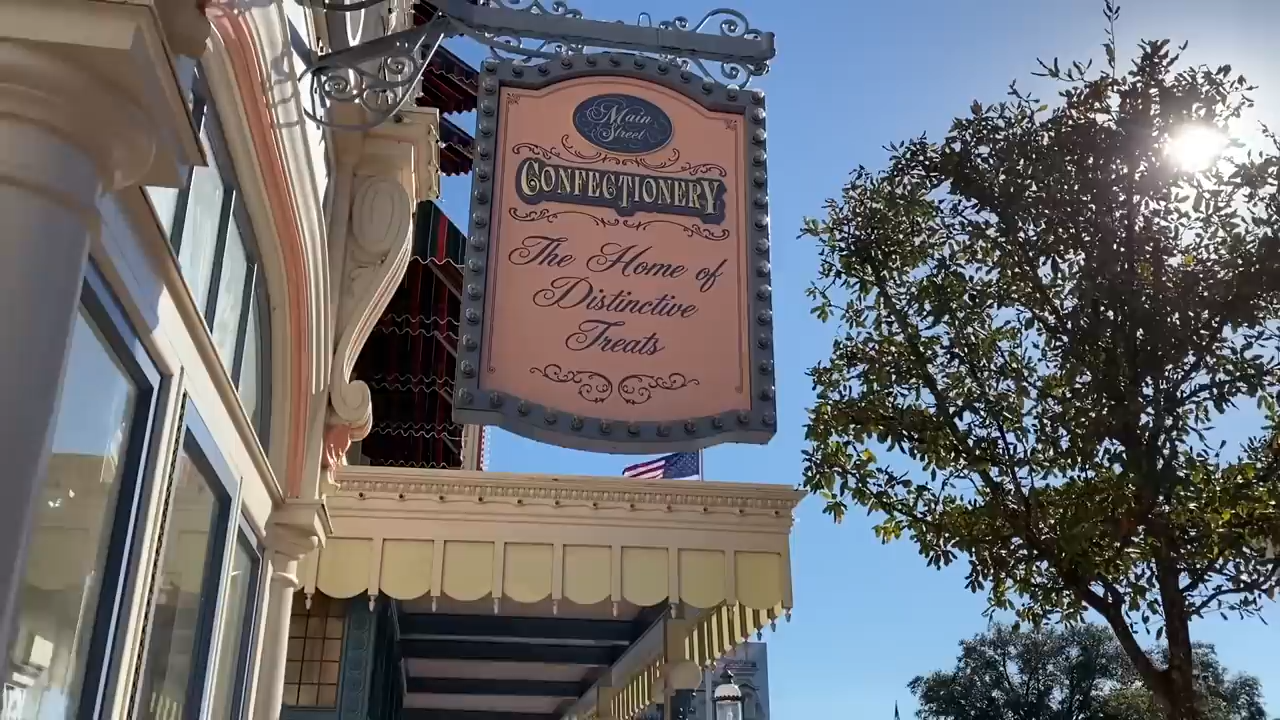 Main
Street
CONFECTIONERY
The Home of
Distinctive
Treats